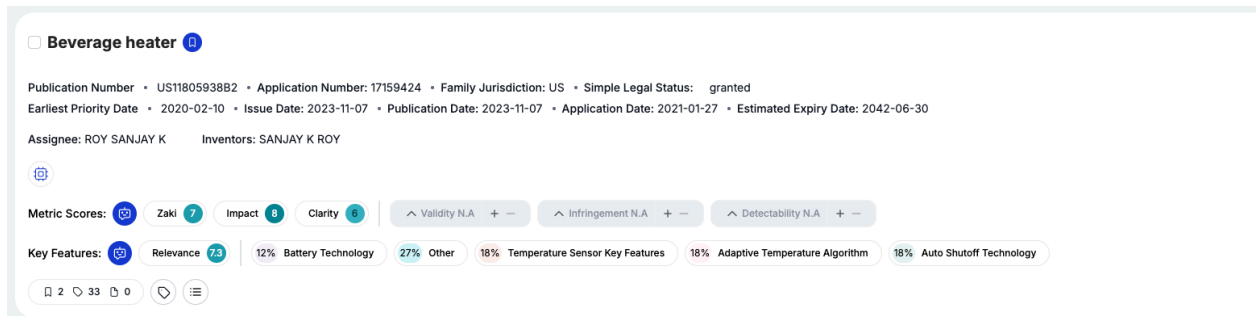 Beverage heater
Publication Number • US11805938B2 • Application Number: 17159424 • Family Jurisdiction: US • Simple Legal Status: granted
Earliest Priority Date • 2020-02-10 • Issue Date: 2023-11-07 • Publication Date: 2023-11-07 • Application Date: 2021-01-27 • Estimated Expiry Date: 2042-06-30
Assignee: ROY SANJAY K Inventors: SANJAY K ROY
Metric Scores: Zaki 7 Impact 8 Clarity 6 Validity N.A + − Infringement N.A + − Detectability N.A + −
Key Features: Relevance 7.3 12% Battery Technology 27% Other 18% Temperature Sensor Key Features 18% Adaptive Temperature Algorithm 18% Auto Shutoff Technology
2 33 0